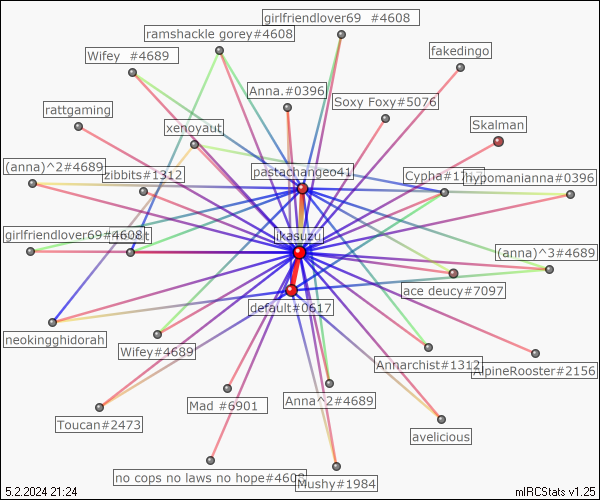 girlfriendlover69 #4608
ramshackle gorey#4608
Wifey #4689
fakedingo
Anna.#0396
Soxy Foxy#5076
rattgaming
xenoyaut
Skalman
(anna)^2#4689
zibbits#1312
pastachangeo41
hypomanianna#0396
ikasuzu
girlfriendlover69#4608
(anna)^3#4689
ace deucy#7097
default#0617
neokingghidorah
Wifey#4689
Annarchist#1312
AlpineRooster#2156
Mad #6901
Anna^2#4689
Toucan#2473
avelicious
no cops no laws no hope#4608
Mushy#1984
5.2.2024 21:24
mIRCStats v1.25